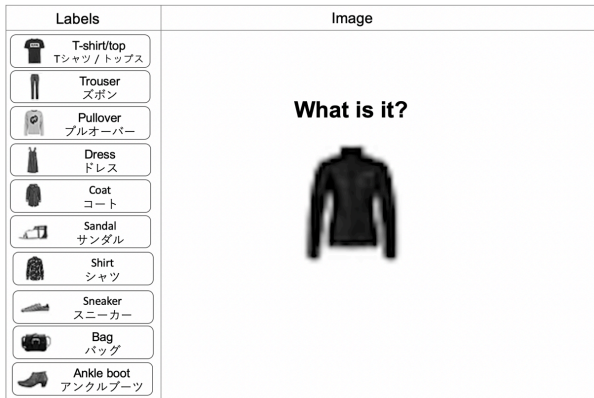 Labels
Image
T-shirt/top
Tシャツ / トップス
Trouser
ズボン
Pullover
プルオーバー
Dress
ドレス
Coat
コート
Sandal
サンダル
Shirt
シャツ
Sneaker
スニーカー
Bag
バッグ
Ankle boot
アンクルブーツ
What is it?